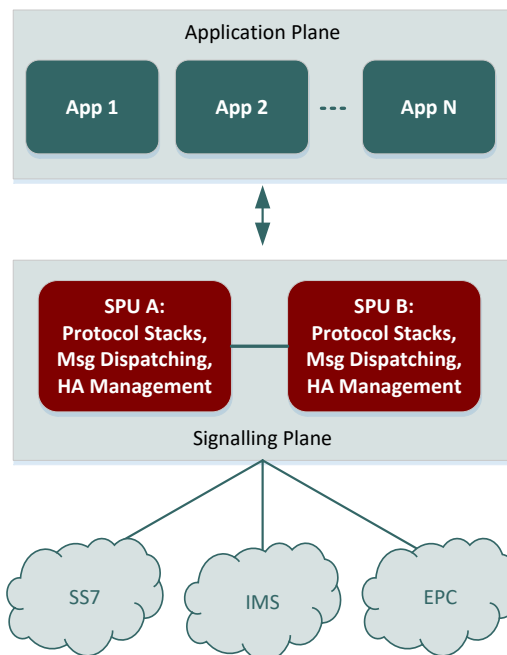 Application Plane
App 1
App 2
---
App N
SPU A:
Protocol Stacks,
Msg Dispatching,
HA Management
SPU B:
Protocol Stacks,
Msg Dispatching,
HA Management
Signalling Plane
SS7
IMS
EPC